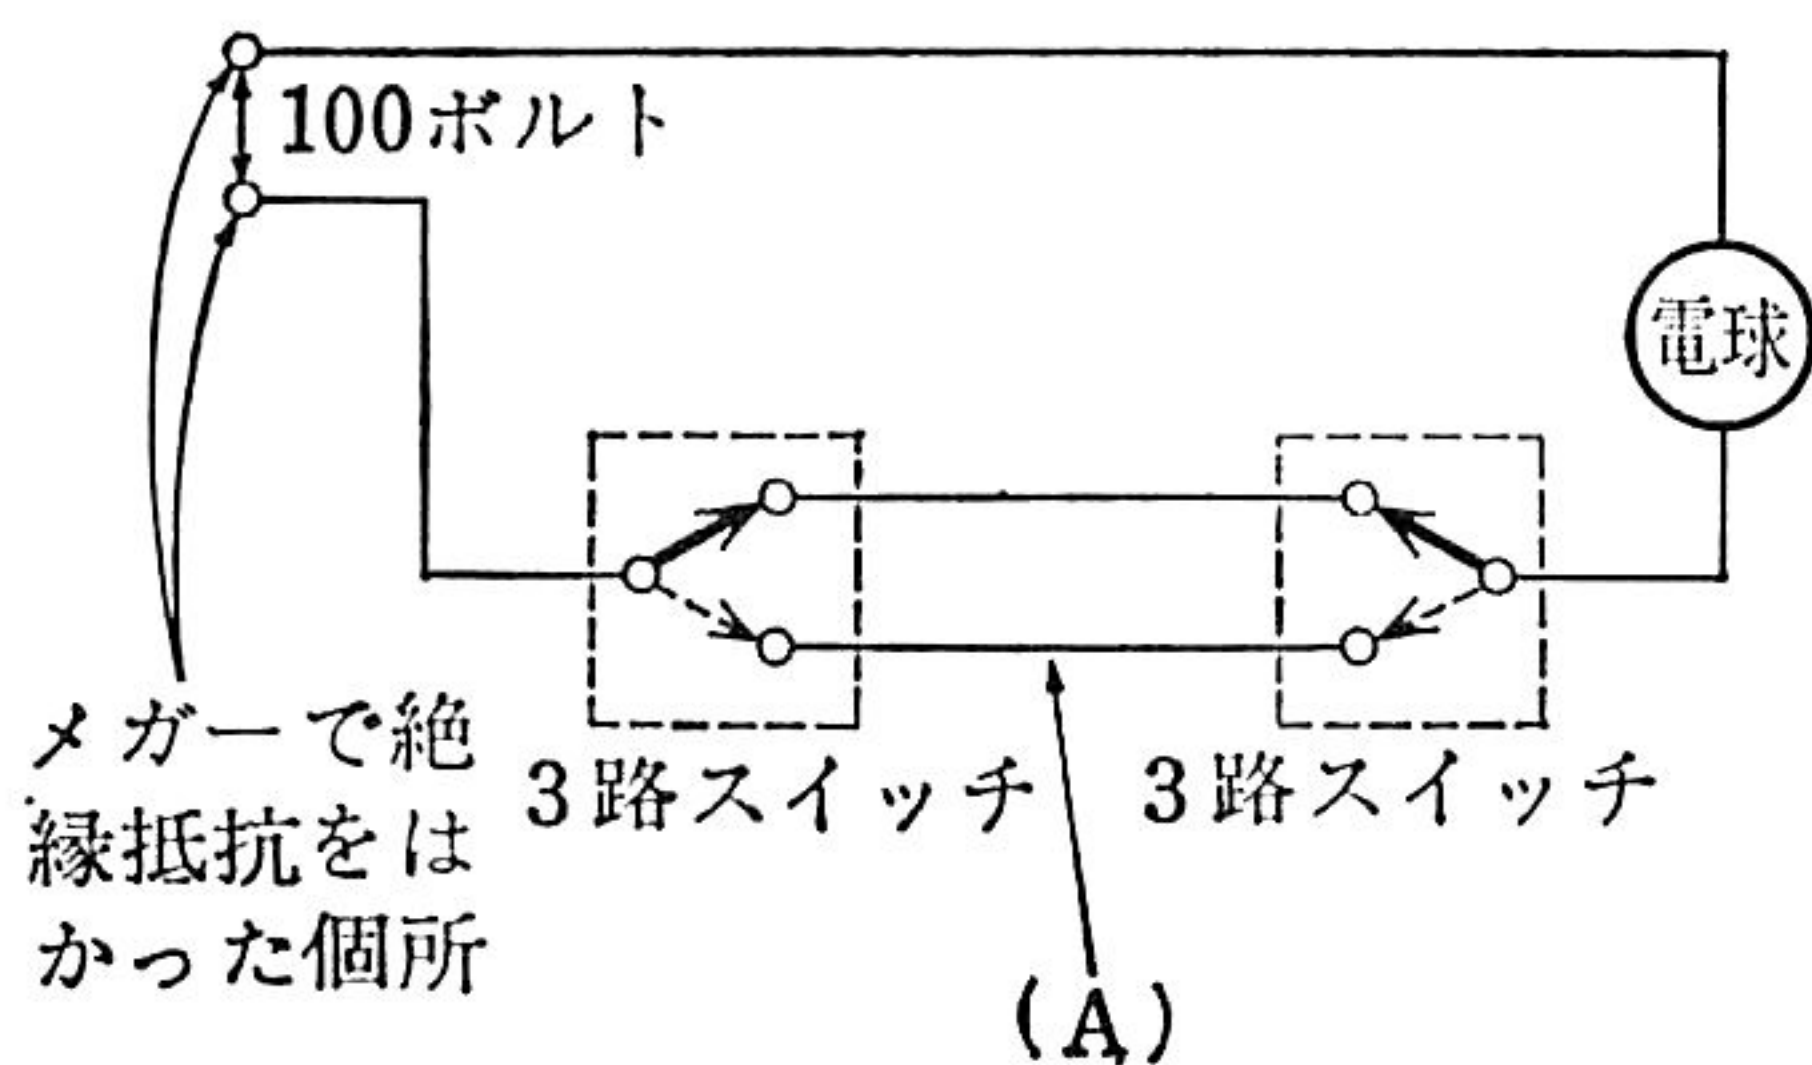 100ボルト
電球
メガーで絶
縁抵抗をは
かった個所
3路スイッチ
3路スイッチ
(A)